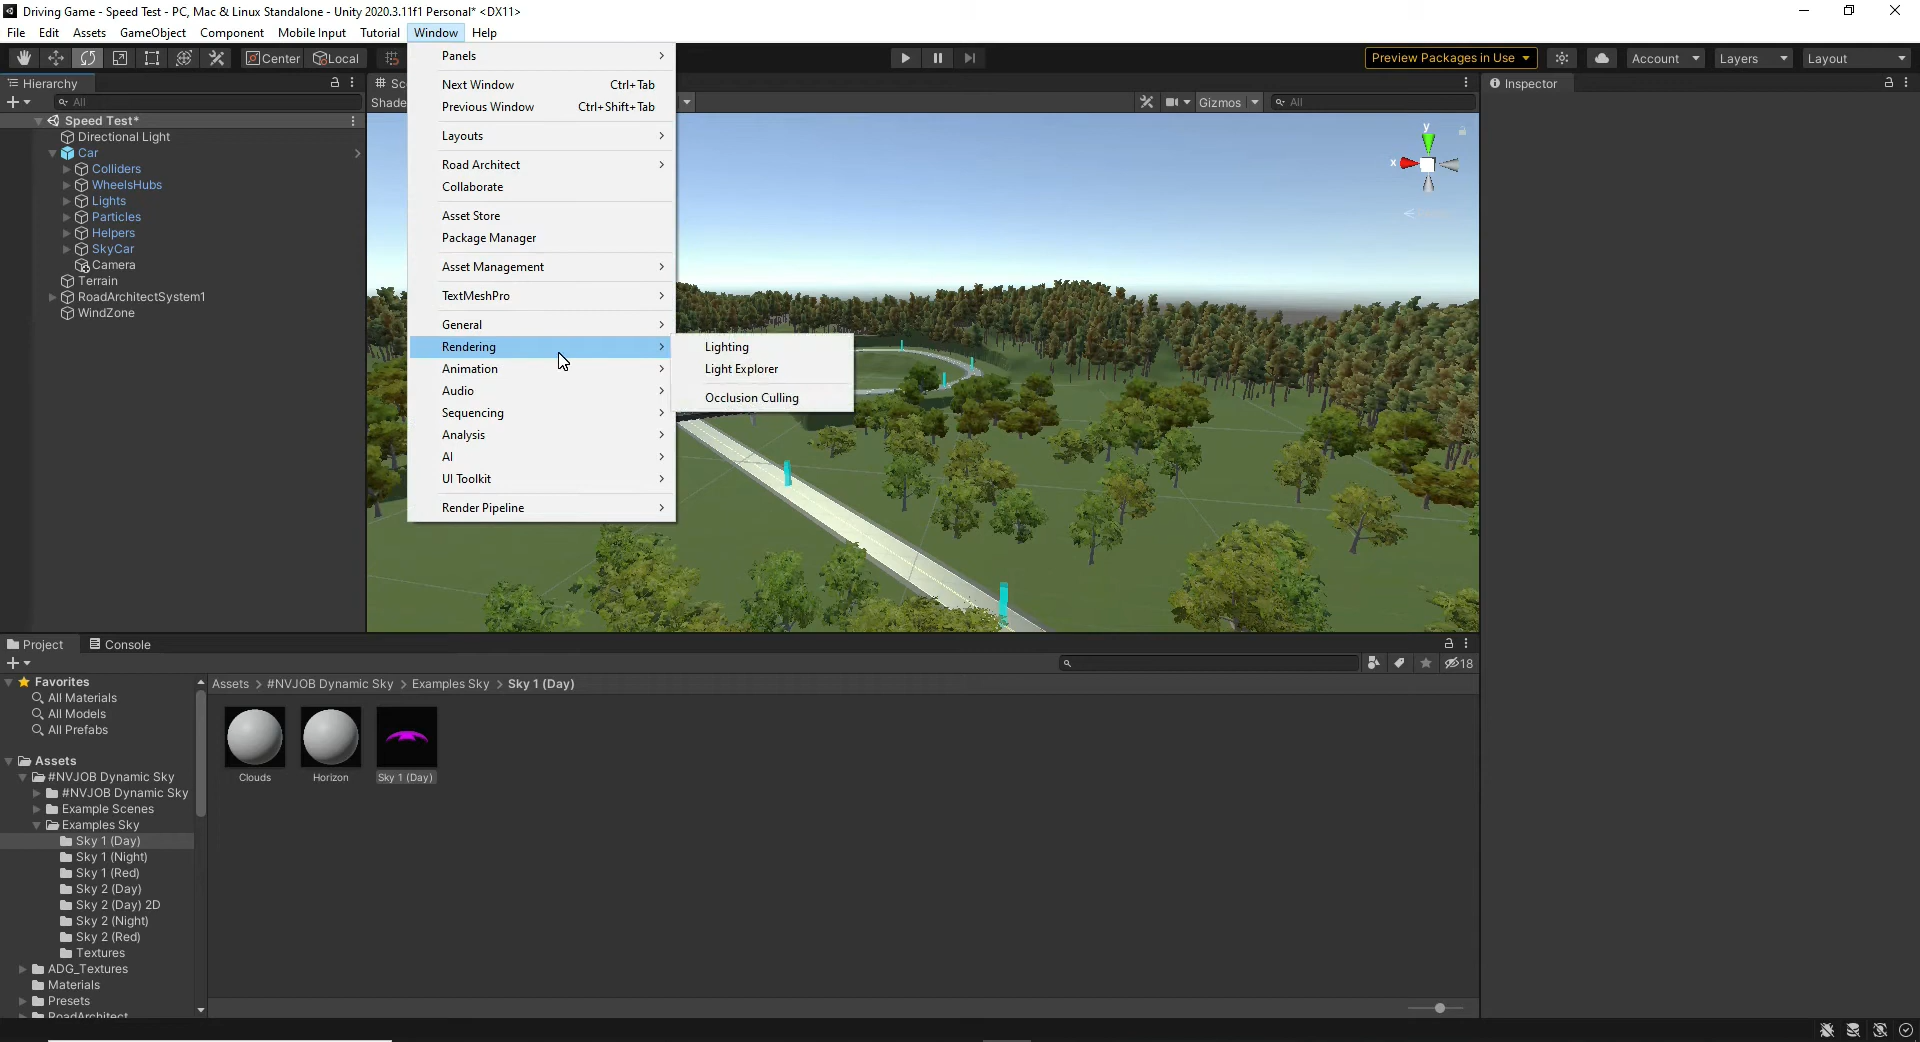 Driving Game - Speed Test - PC, Mac & Linux Standalone - Unity 2020.3.11f1 Personal* <DX11>
File Edit Assets GameObject Component Mobile Input Tutorial Window Help
Center Local
Preview Packages in Use
Account
Layers
Layout
Hierarchy
All
Speed Test*
Directional Light
Car
Colliders
WheelsHubs
Lights
Particles
Helpers
SkyCar
Camera
Terrain
RoadArchitectSystem1
WindZone
Shade
Panels
Next Window Ctrl+Tab
Previous Window Ctrl+Shift+Tab
Layouts
Road Architect
Collaborate
Asset Store
Package Manager
Asset Management
TextMeshPro
General
Rendering
Animation
Audio
Sequencing
Analysis
AI
UI Toolkit
Render Pipeline
Lighting
Light Explorer
Occlusion Culling
Gizmos
All
y
x
Inspector
Project Console
18
Favorites
All Materials
All Models
All Prefabs
Assets
#NVJOB Dynamic Sky
#NVJOB Dynamic Sky
Example Scenes
Examples Sky
Sky 1 (Day)
Sky 1 (Night)
Sky 1 (Red)
Sky 2 (Day)
Sky 2 (Day) 2D
Sky 2 (Night)
Sky 2 (Red)
Textures
ADG_Textures
Materials
Presets
RoadArchitect
Assets > #NVJOB Dynamic Sky > Examples Sky > Sky 1 (Day)
Clouds
Horizon
Sky 1 (Day)